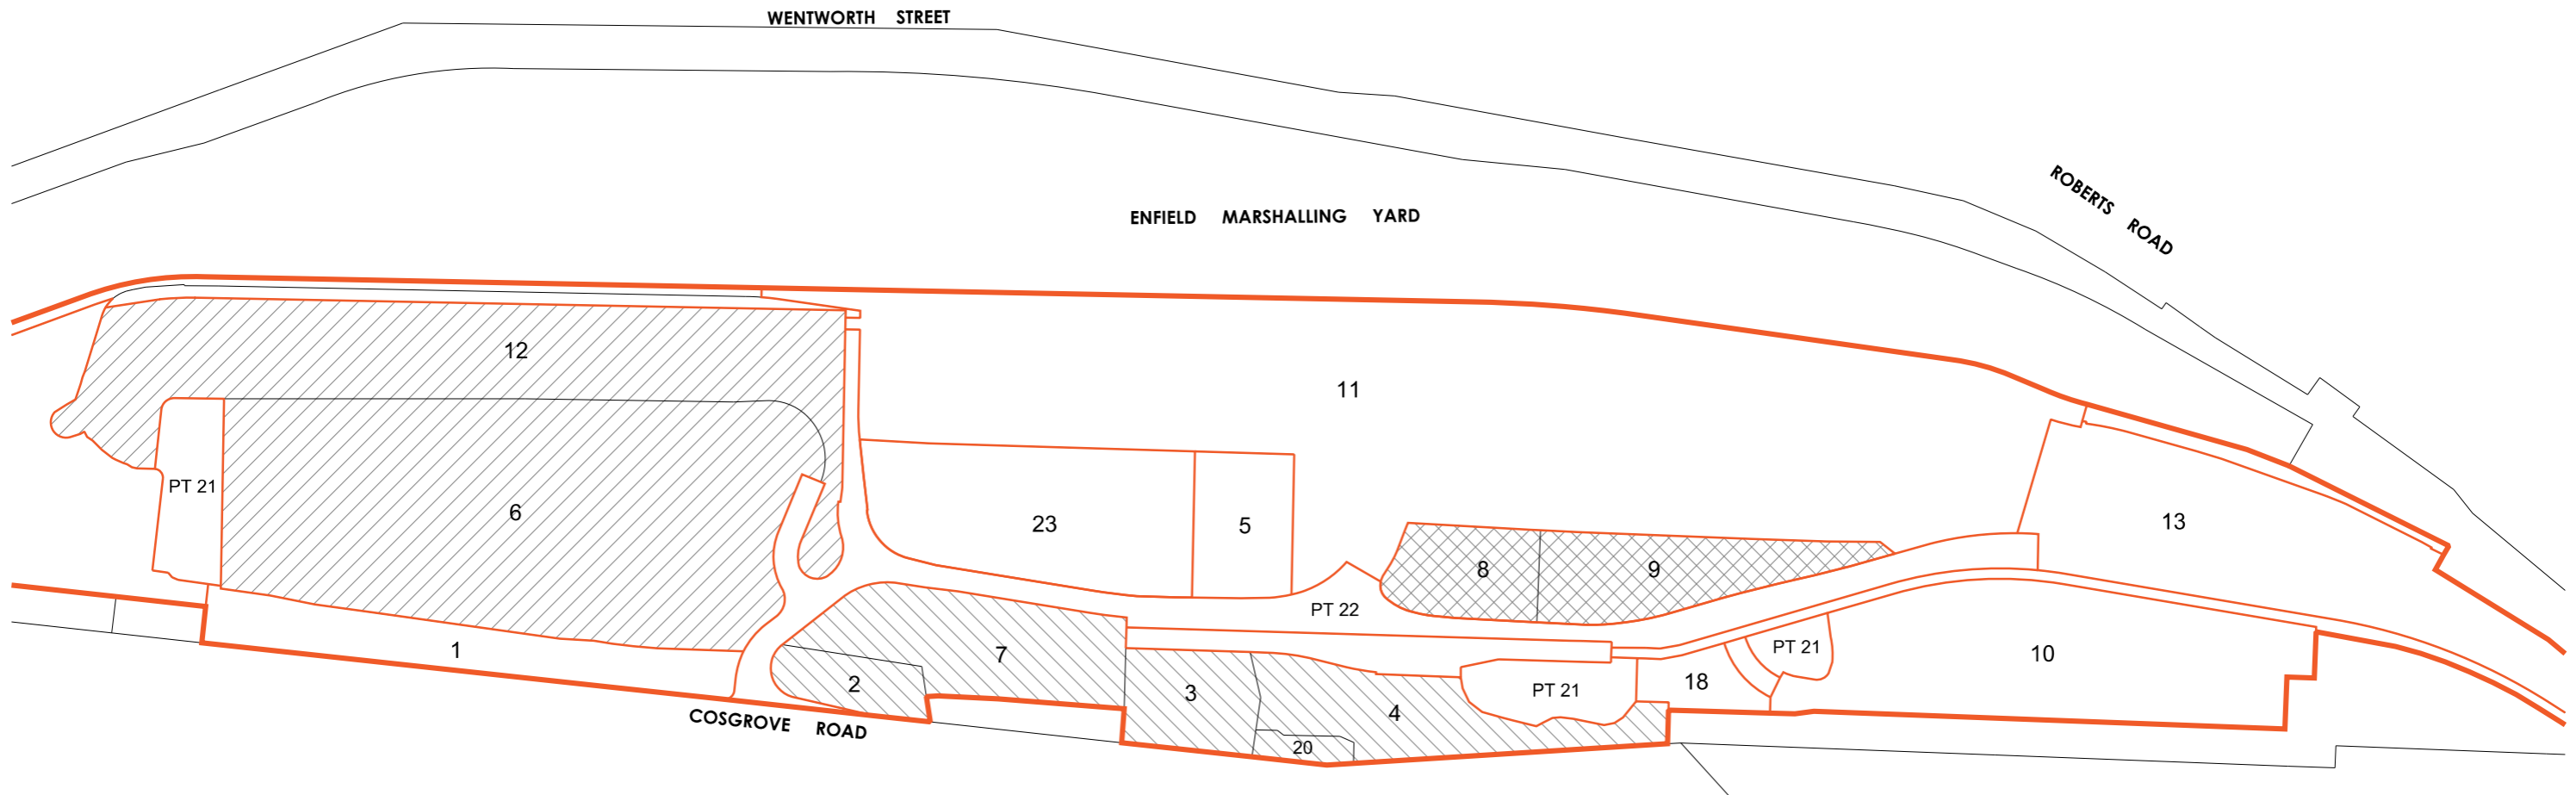 WENTWORTH STREET
ROBERTS ROAD
ENFIELD MARSHALLING YARD
12
11
PT 21
6
23
5
13
8
9
PT 22
1
7
2
3
4
20
PT 21
18
PT 21
10
COSGROVE ROAD